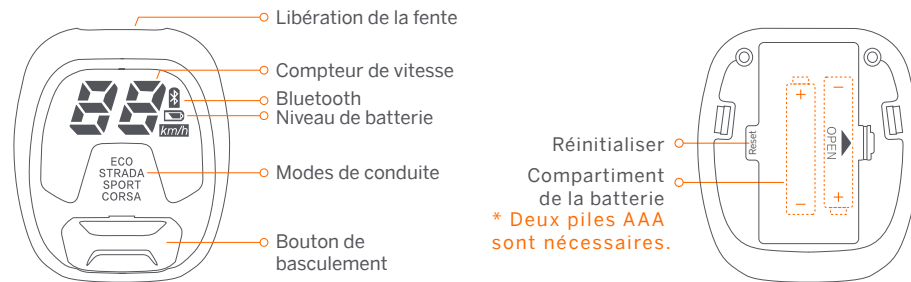 Libération de la fente
Compteur de vitesse
88
Bluetooth
Niveau de batterie
km/h
ECO
STRADA
SPORT
CORSA
Modes de conduite
Bouton de
basculement
Réinitialiser
Reset
Compartiment
de la batterie
* Deux piles AAA
sont nécessaires.
+
−
OPEN
−
+